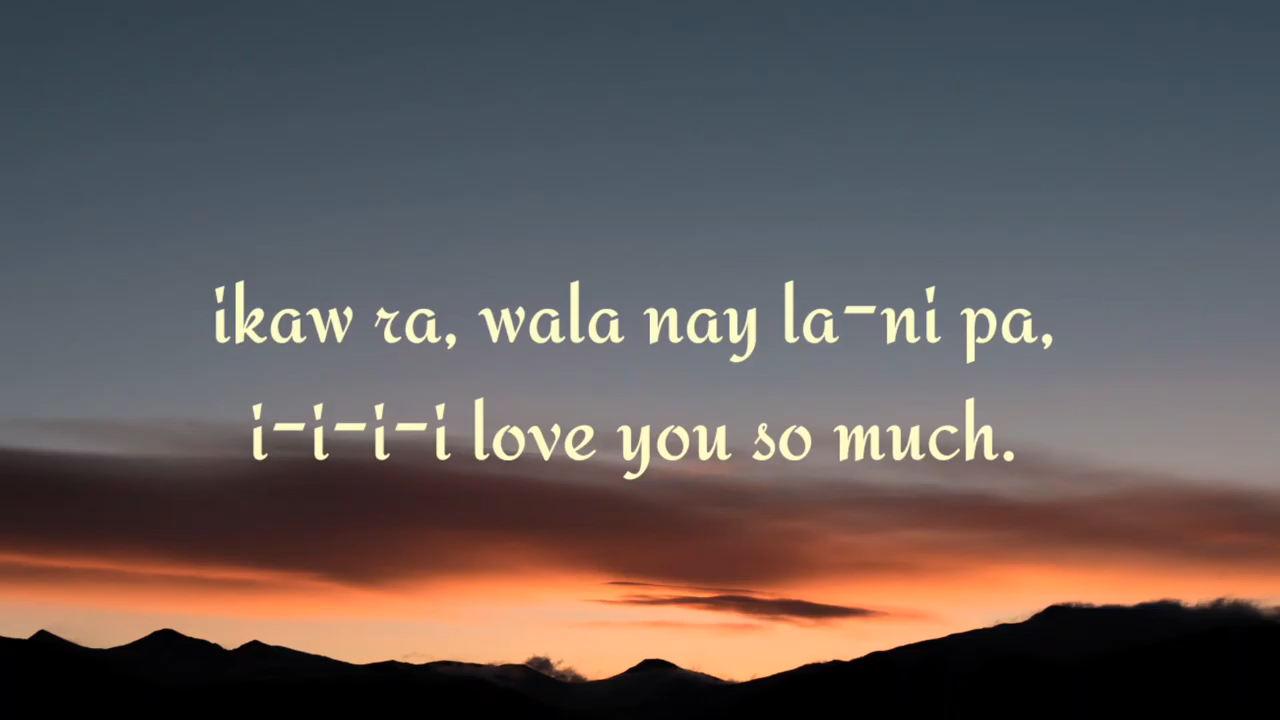 ikaw ra, wala nay la-ni pa,
i-i-i-i love you so much.